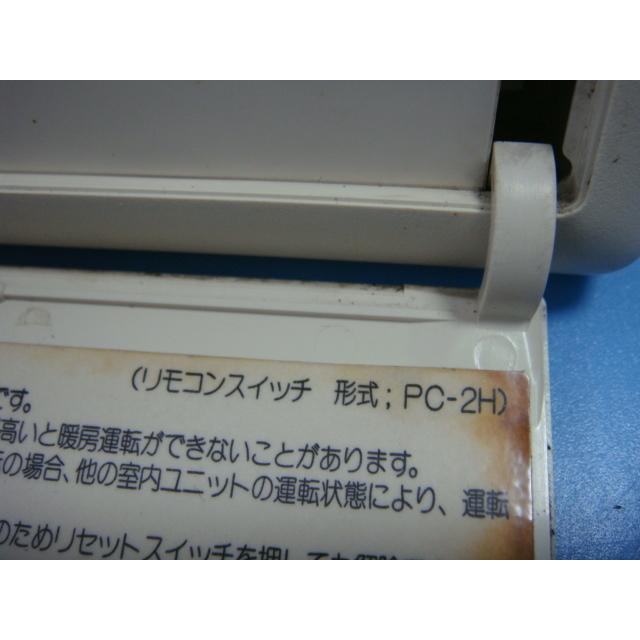 (リモコンスイッチ 形式; PC-2H)
です。
高いと暖房運転ができないことがあります。
の場合、他の室内ユニットの運転状態により、運転
のためリセットスイッチを押しても